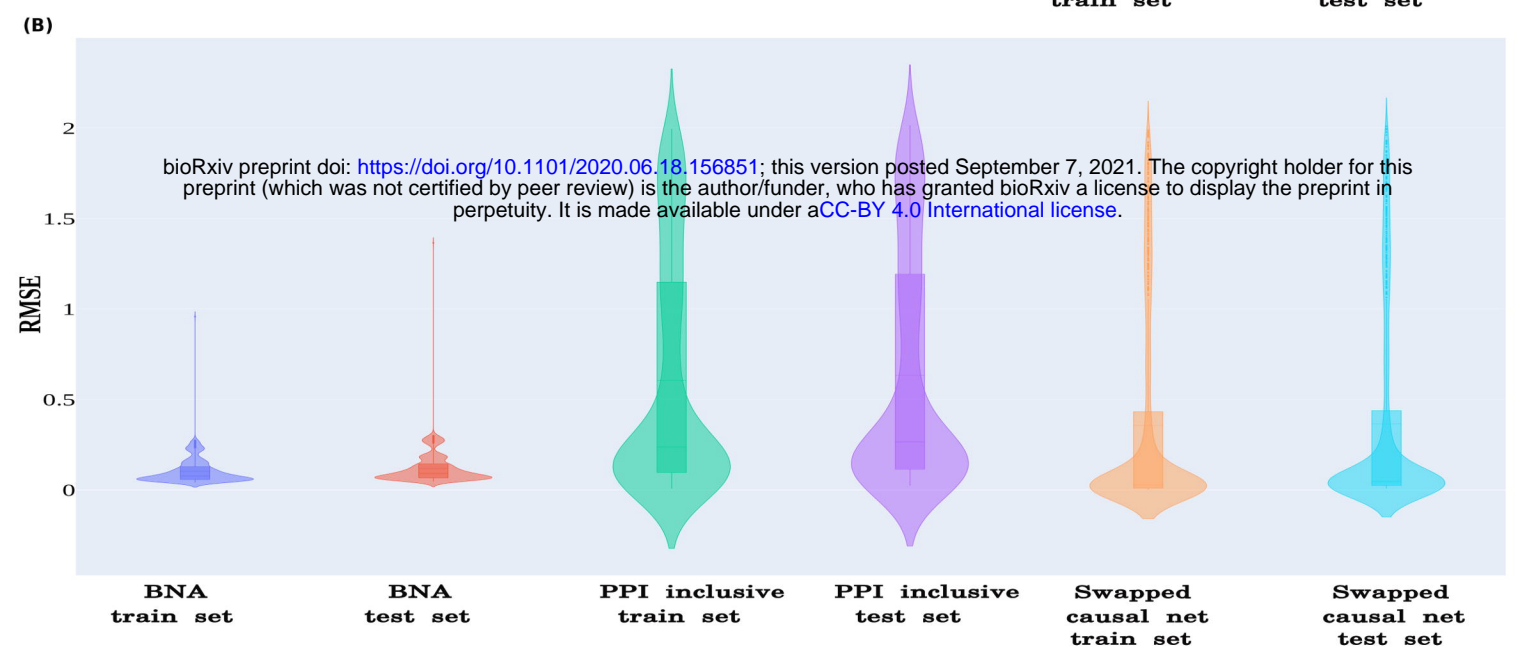 train set test set
(B)
2
bioRxiv preprint doi: https://doi.org/10.1101/2020.06.18.156851; this version posted September 7, 2021. The copyright holder for this
preprint (which was not certified by peer review) is the author/funder, who has granted bioRxiv a license to display the preprint in
perpetuity. It is made available under aCC-BY 4.0 International license.
1.5
RMSE
1
0.5
0
BNA
train set
BNA
test set
PPI inclusive
train set
PPI inclusive
test set
Swapped
causal net
train set
Swapped
causal net
test set